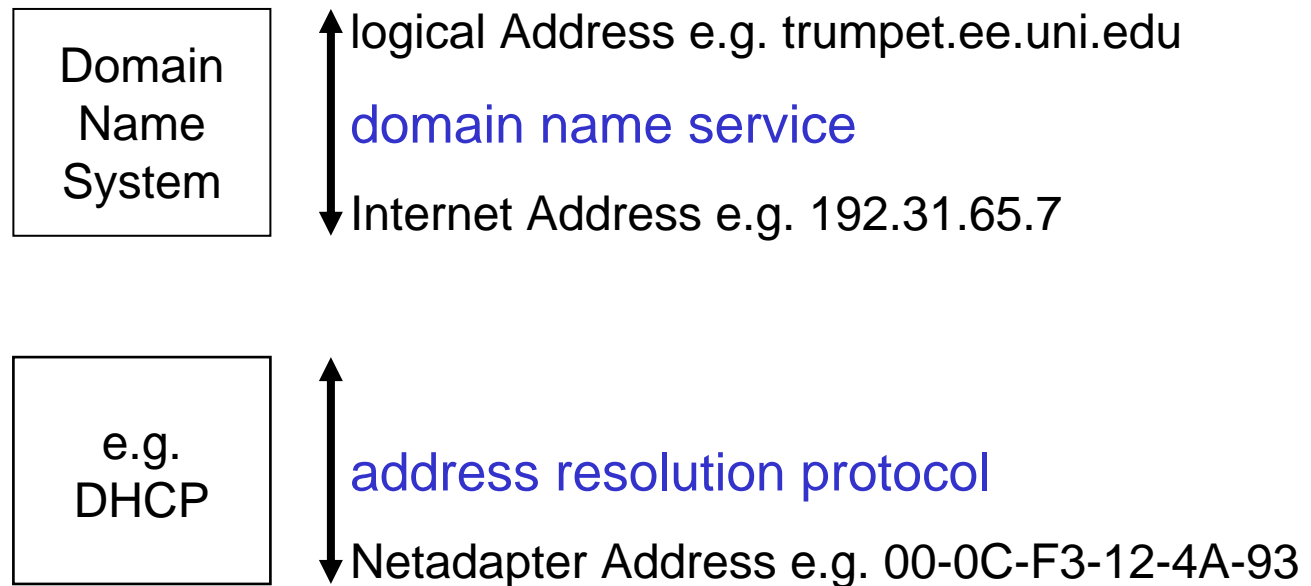 Domain
Name
System
logical Address e.g. trumpet.ee.uni.edu
domain name service
Internet Address e.g. 192.31.65.7
e.g.
DHCP
address resolution protocol
Netadapter Address e.g. 00-0C-F3-12-4A-93